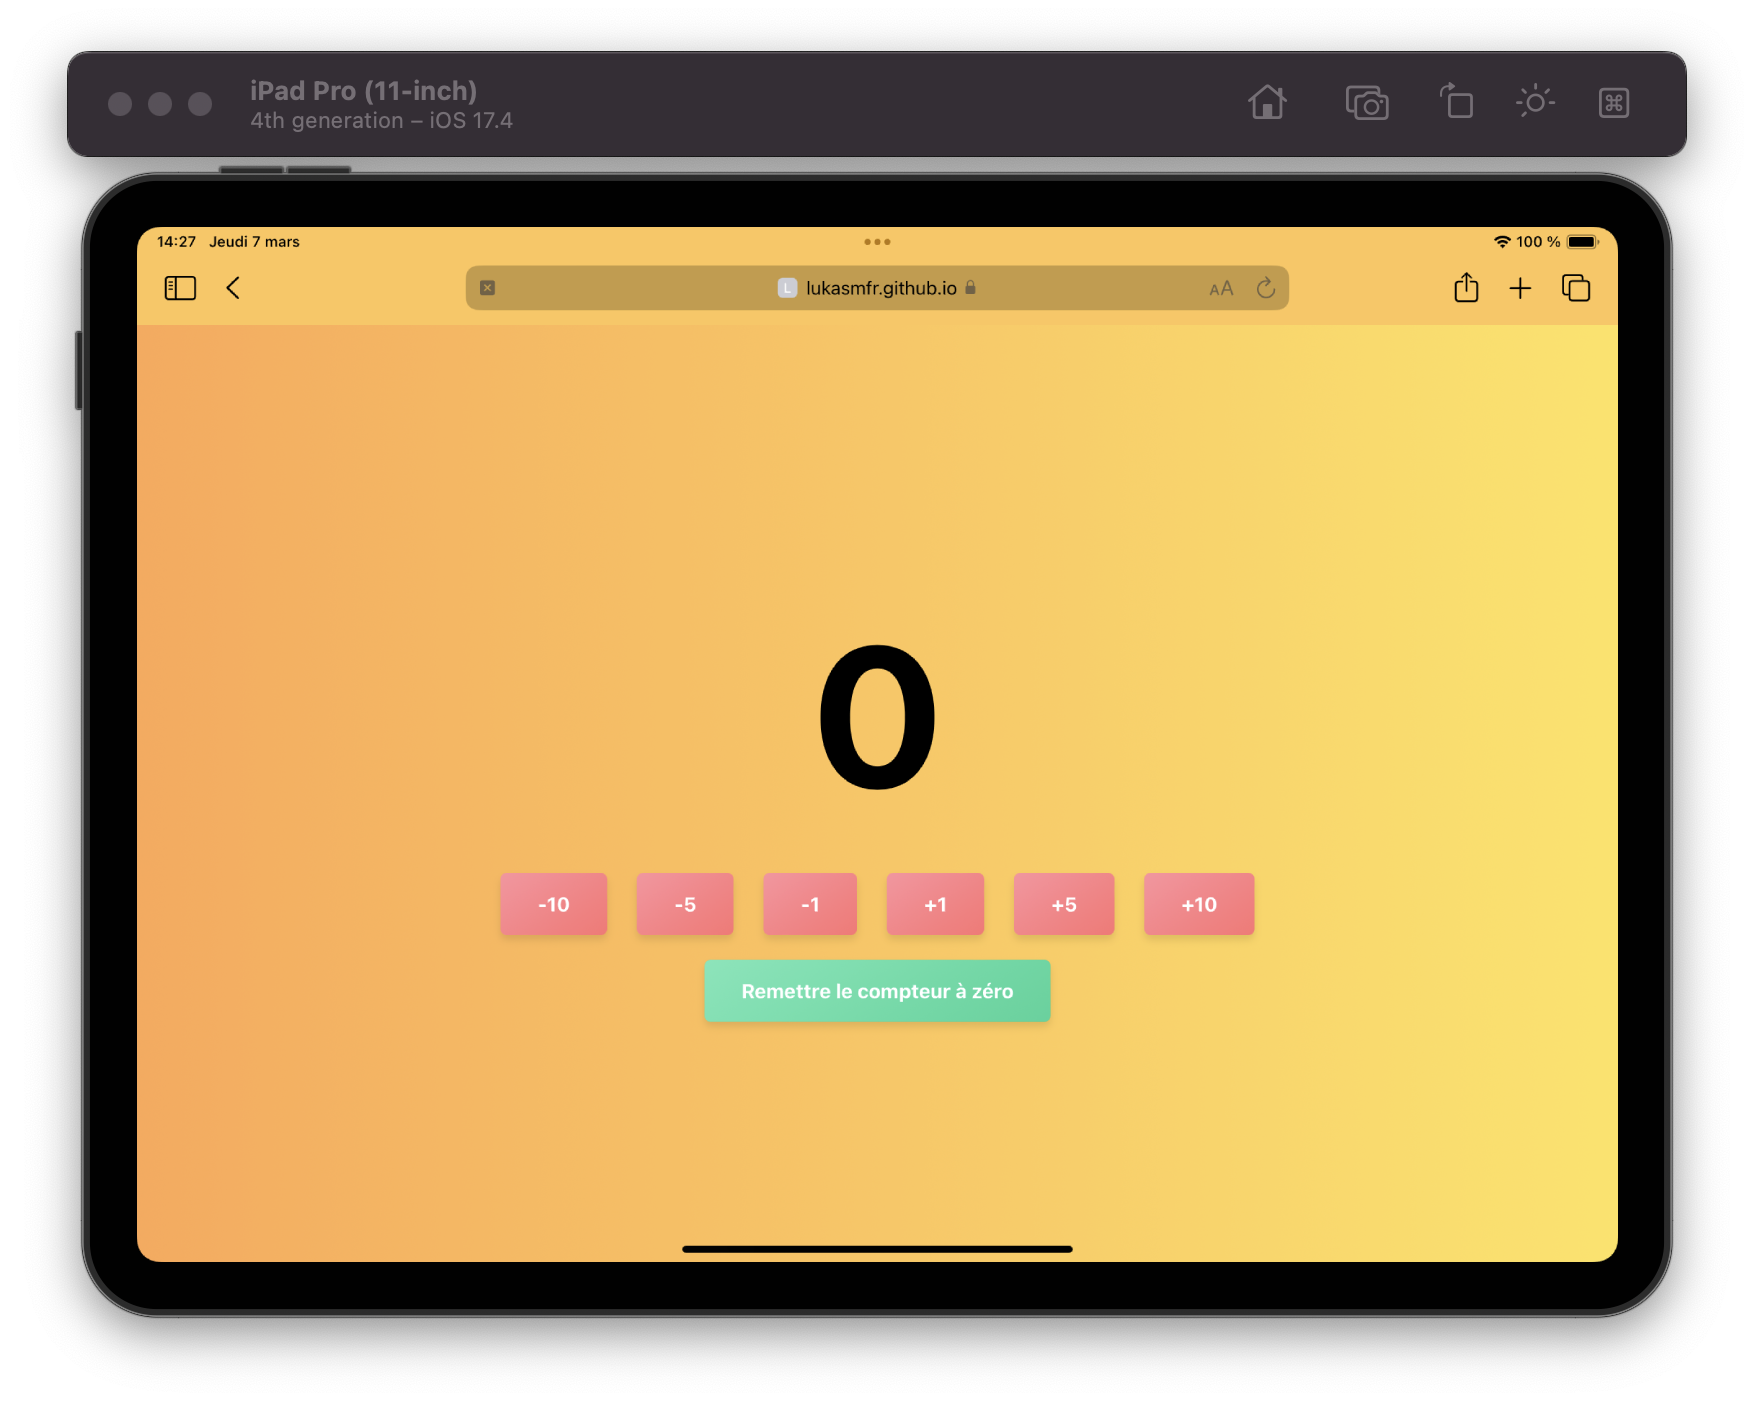 iPad Pro (11-inch)
4th generation – iOS 17.4
14:27 Jeudi 7 mars
100 %
L lukasmfr.github.io
AA
0
-10 -5 -1 +1 +5 +10
Remettre le compteur à zéro